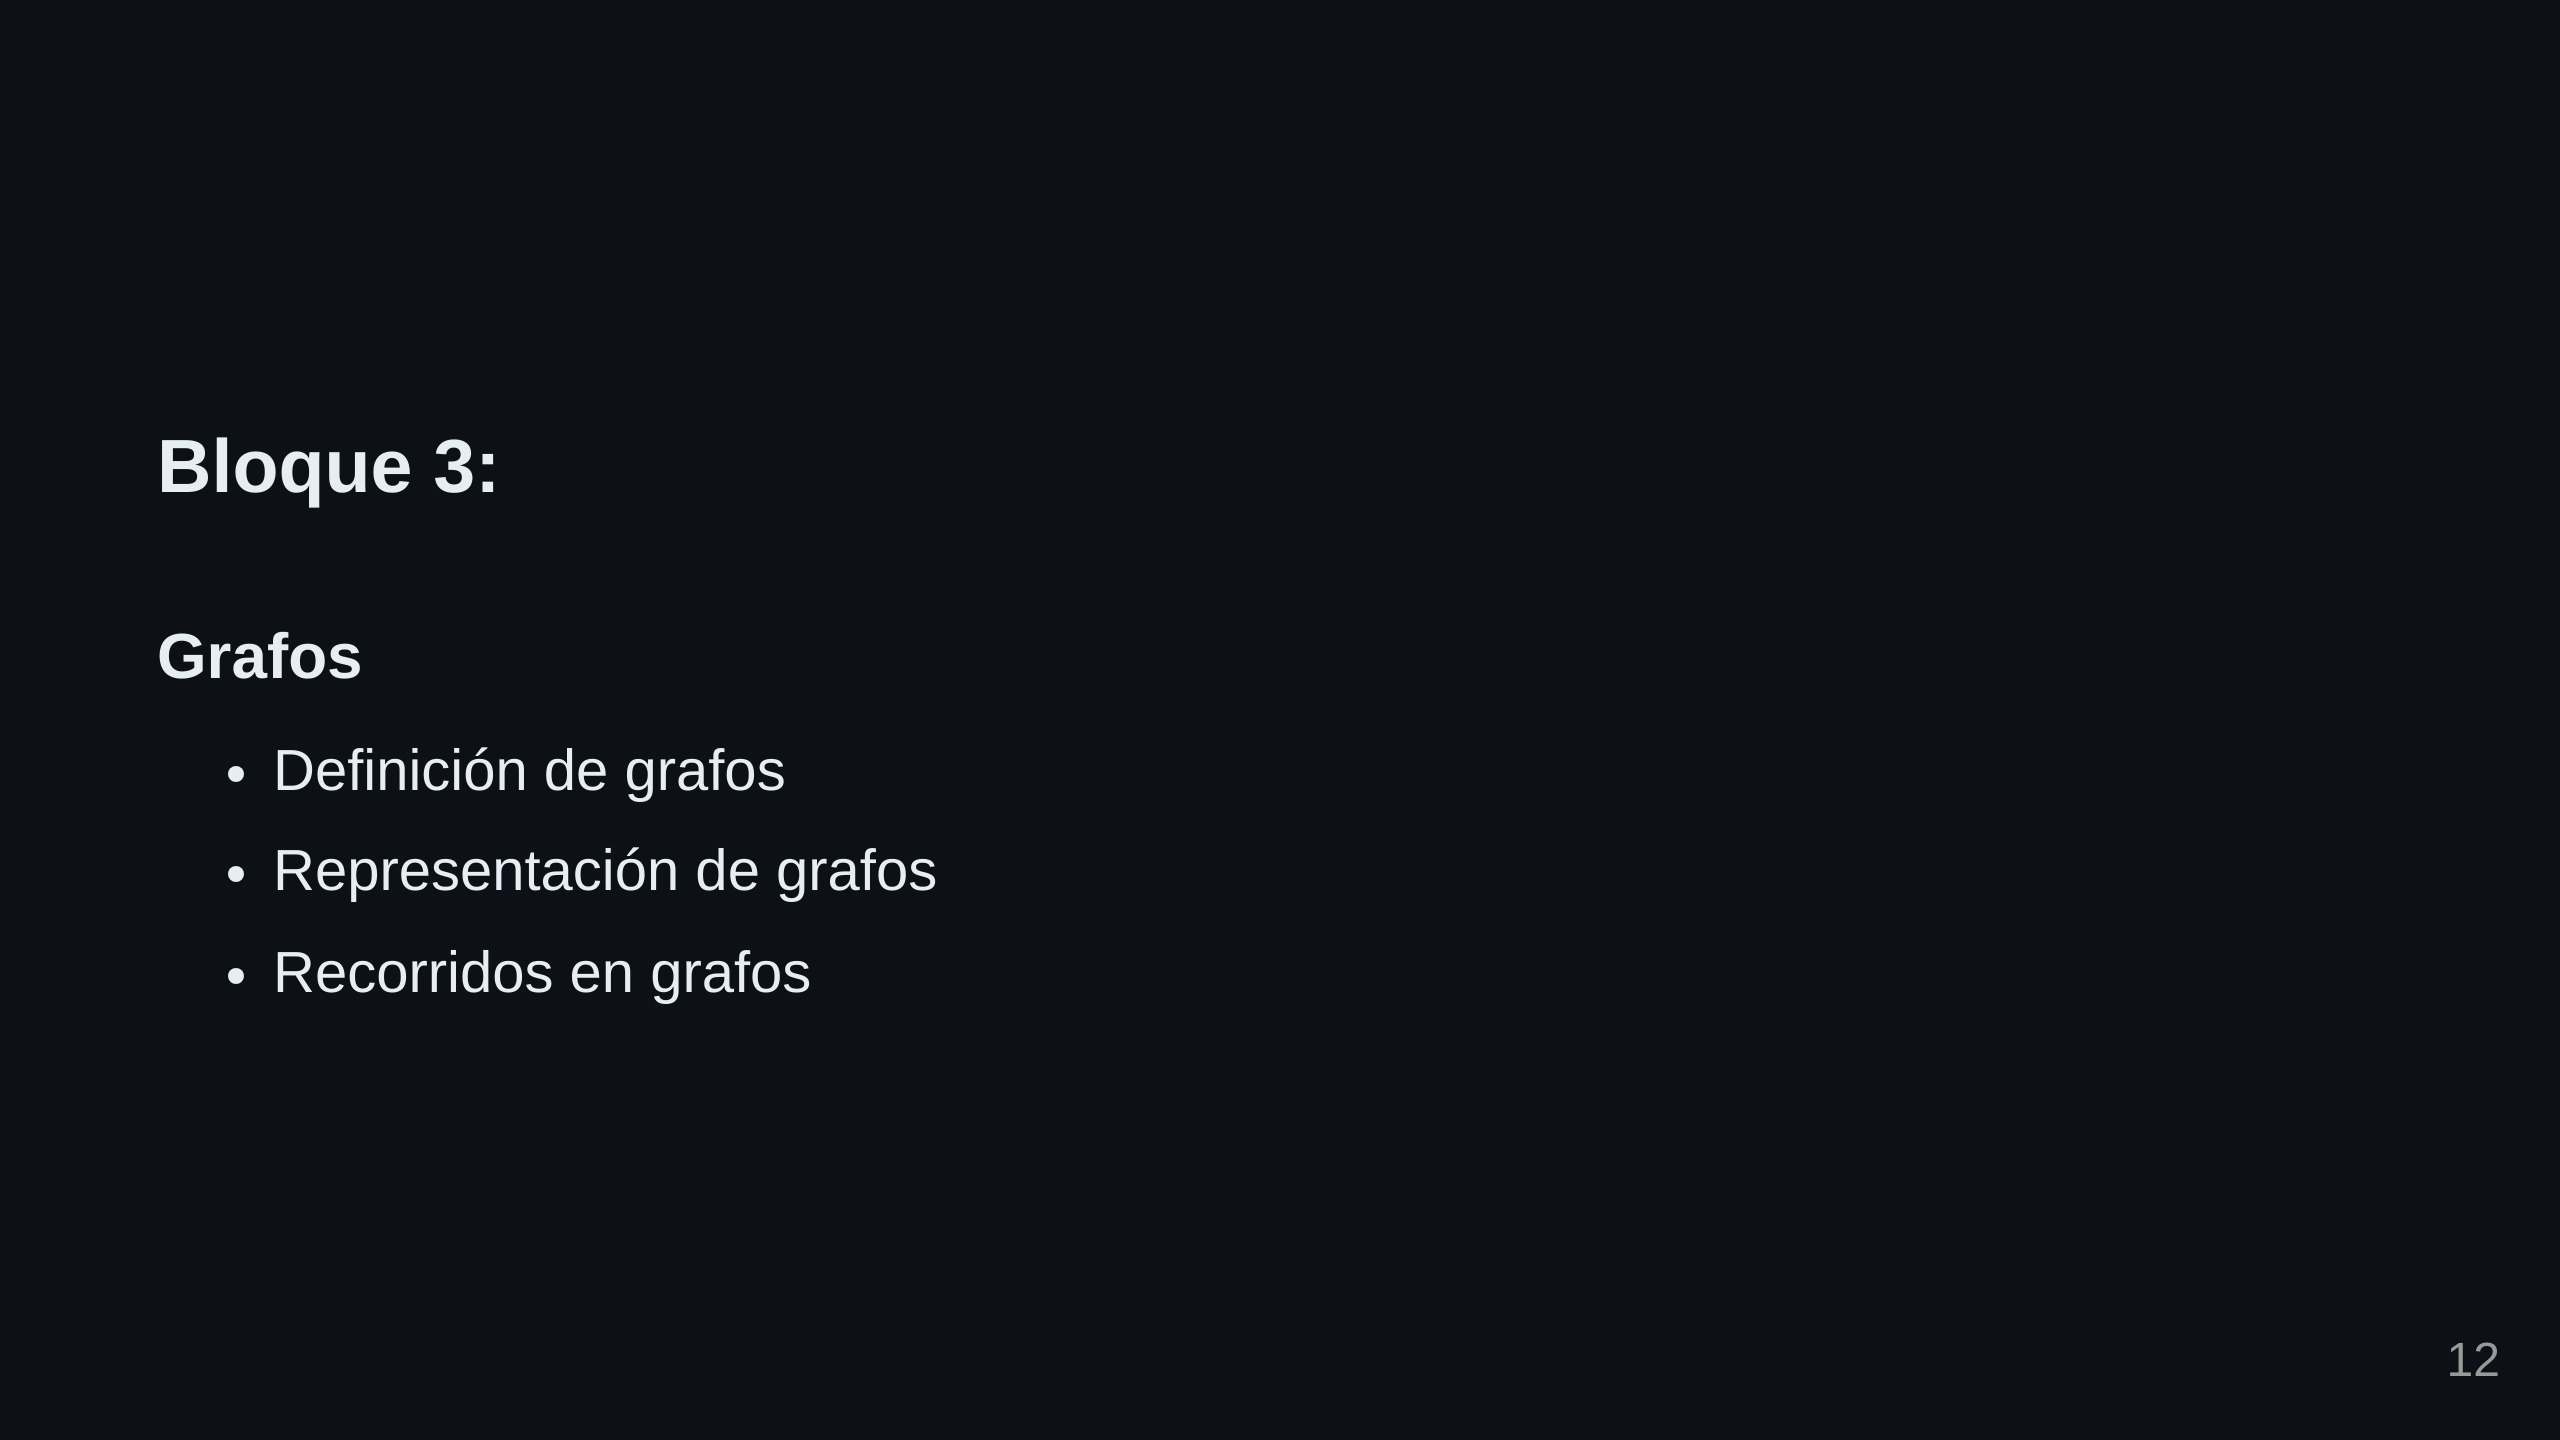 Bloque 3:
Grafos
• Definición de grafos
• Representación de grafos
• Recorridos en grafos
12